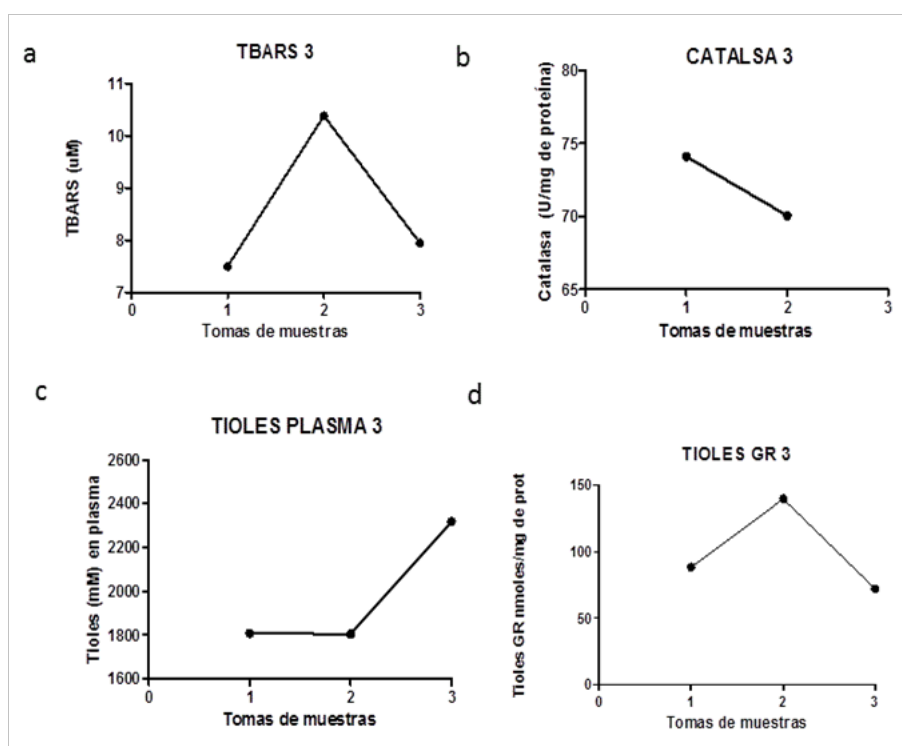 a
TBARS 3
TBARS (uM)
11
10
9
8
7
0
1
2
3
Tomas de muestras
b
CATALSA 3
Catalasa (U/mg de proteína)
80
75
70
65
0
1
2
3
Tomas de muestras
c
TIOLES PLASMA 3
Tioles (mM) en plasma
2600
2400
2200
2000
1800
1600
0
1
2
3
Tomas de muestras
d
TIOLES GR 3
Tioles GR nmoles/mg de prot
150
100
50
0
0
1
2
3
Tomas de muestras